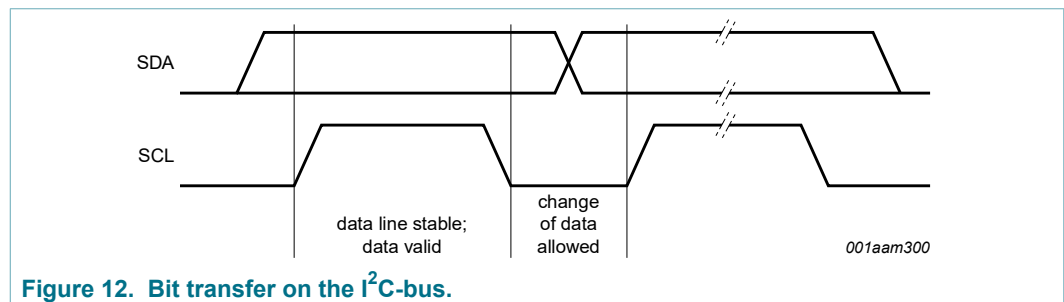 SDA
SCL
data line stable;
data valid
change
of data
allowed
001aam300
Figure 12. Bit transfer on the I²C-bus.